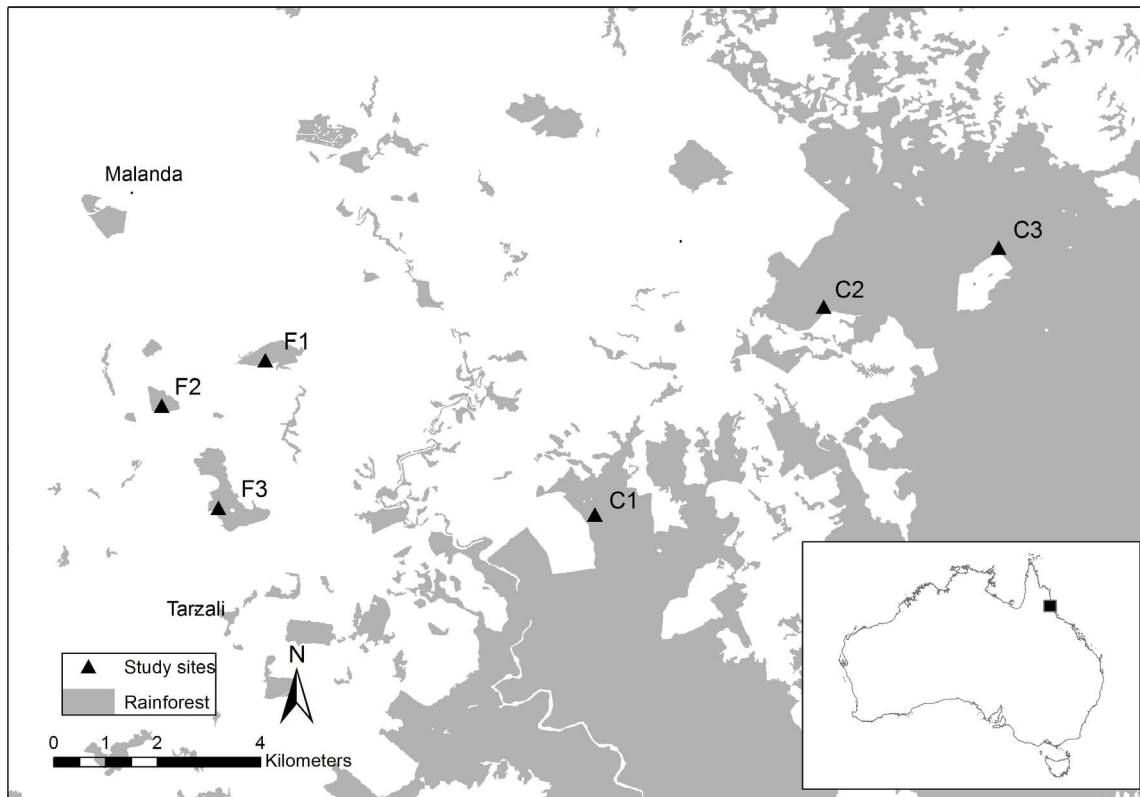 Malanda
C3
C2
F1
F2
F3
C1
Tarzali
N
Study sites
Rainforest
0 1 2 4
Kilometers